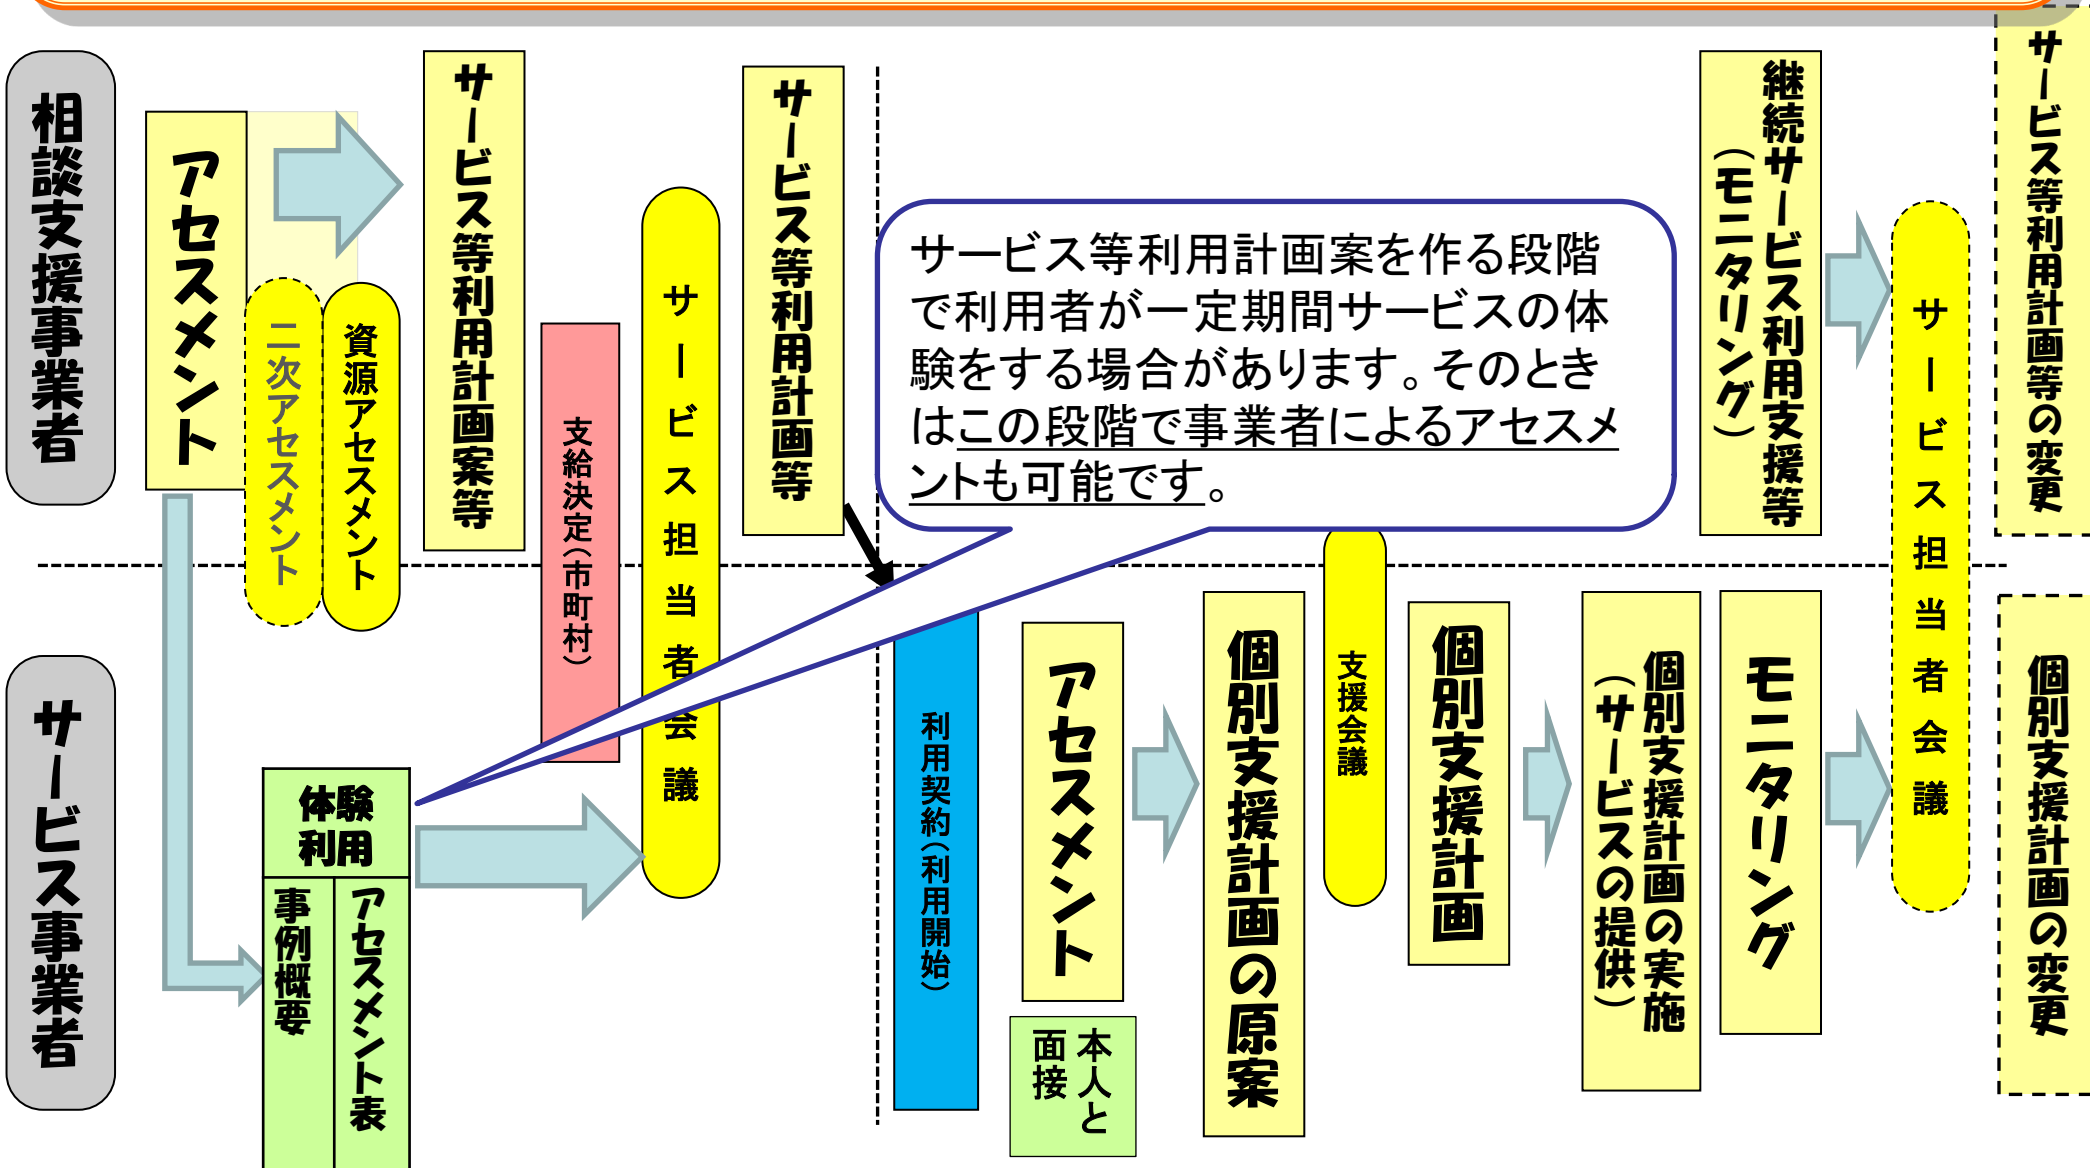 相談支援事業者
アセスメント
二次アセスメント
資源アセスメント
サービス等利用計画案等
支給決定（市町村）
サービス担当者会議
サービス等利用計画等
サービス等利用計画案を作る段階
で利用者が一定期間サービスの体
験をする場合があります。そのとき
はこの段階で事業者によるアセスメ
ントも可能です。
継続サービス利用支援等
（モニタリング）
サービス担当者会議
サービス等利用計画等の変更
サービス事業者
体験
利用
事例概要
アセスメント表
利用契約（利用開始）
アセスメント
本人と
面接
個別支援計画の原案
支援会議
個別支援計画
個別支援計画の実施
（サービスの提供）
モニタリング
個別支援計画の変更